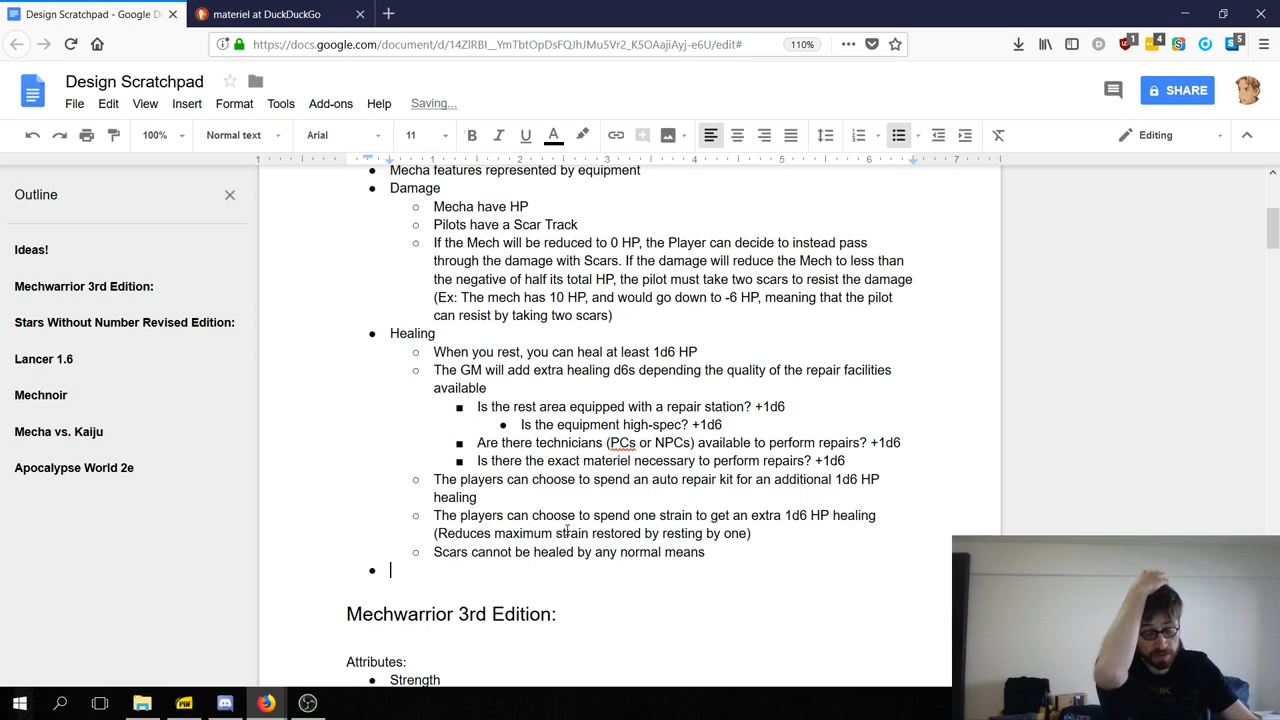 Design Scratchpad - Google D
materiel at DuckDuckGo
https://docs.google.com/document/d/14ZlRBI__YmTbtOpDsFtJhJMu5Vr2_K5OAajiAyj-e6U/edit#
110%
1
4
5
Design Scratchpad
File Edit View Insert Format Tools Add-ons Help Saving...
SHARE
100% Normal text Arial 11 B I U A Editing
1 1 2 3 4 5 6 7
Outline
Ideas!
Mechwarrior 3rd Edition:
Stars Without Number Revised Edition:
Lancer 1.6
Mechnoir
Mecha vs. Kaiju
Apocalypse World 2e
● Mecha features represented by equipment
● Damage
○ Mecha have HP
○ Pilots have a Scar Track
○ If the Mech will be reduced to 0 HP, the Player can decide to instead pass
through the damage with Scars. If the damage will reduce the Mech to less than
the negative of half its total HP, the pilot must take two scars to resist the damage
(Ex: The mech has 10 HP, and would go down to -6 HP, meaning that the pilot
can resist by taking two scars)
● Healing
○ When you rest, you can heal at least 1d6 HP
○ The GM will add extra healing d6s depending the quality of the repair facilities
available
■ Is the rest area equipped with a repair station? +1d6
● Is the equipment high-spec? +1d6
■ Are there technicians (PCs or NPCs) available to perform repairs? +1d6
■ Is there the exact materiel necessary to perform repairs? +1d6
○ The players can choose to spend an auto repair kit for an additional 1d6 HP
healing
○ The players can choose to spend one strain to get an extra 1d6 HP healing
(Reduces maximum strain restored by resting by one)
○ Scars cannot be healed by any normal means
●
Mechwarrior 3rd Edition:
Attributes:
● Strength
PDF